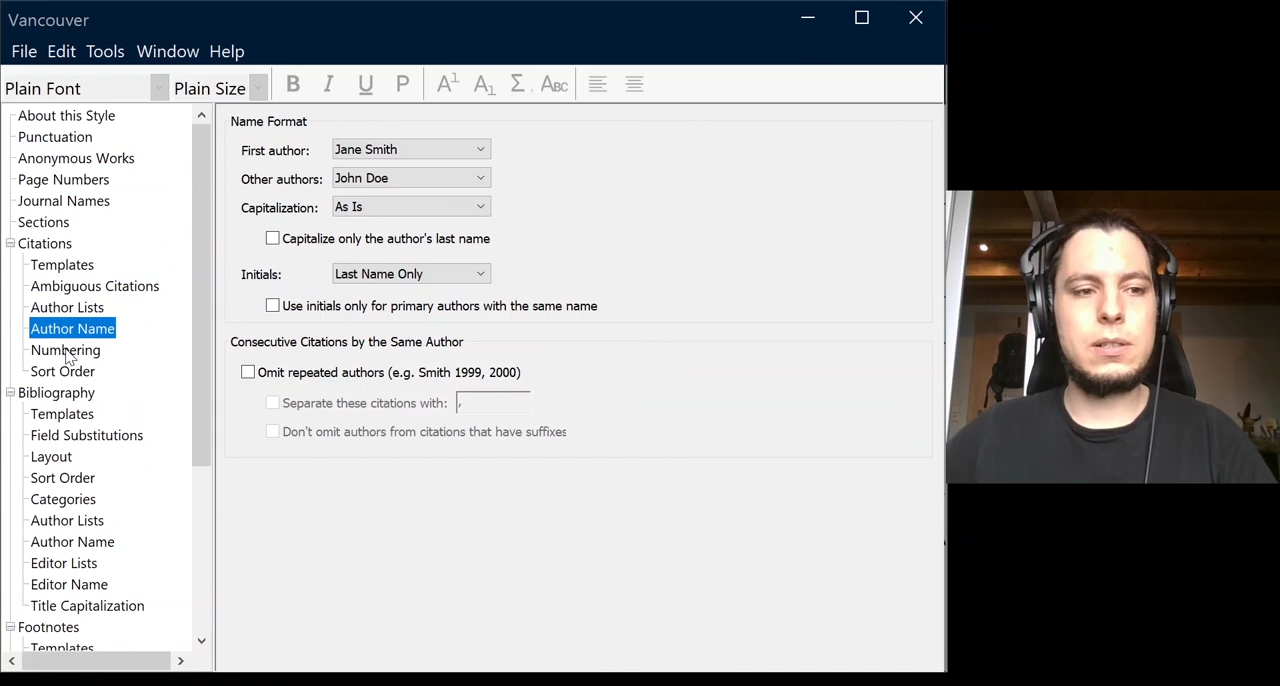 Vancouver
File Edit Tools Window Help
Plain Font Plain Size B I U P A1 A1 Σ ABC
About this Style
Punctuation
Anonymous Works
Page Numbers
Journal Names
Sections
Citations
Templates
Ambiguous Citations
Author Lists
Author Name
Numbering
Sort Order
Bibliography
Templates
Field Substitutions
Layout
Sort Order
Categories
Author Lists
Author Name
Editor Lists
Editor Name
Title Capitalization
Footnotes
Templates
Name Format
First author: Jane Smith
Other authors: John Doe
Capitalization: As Is
Capitalize only the author's last name
Initials: Last Name Only
Use initials only for primary authors with the same name
Consecutive Citations by the Same Author
Omit repeated authors (e.g. Smith 1999, 2000)
Separate these citations with: ,
Don't omit authors from citations that have suffixes